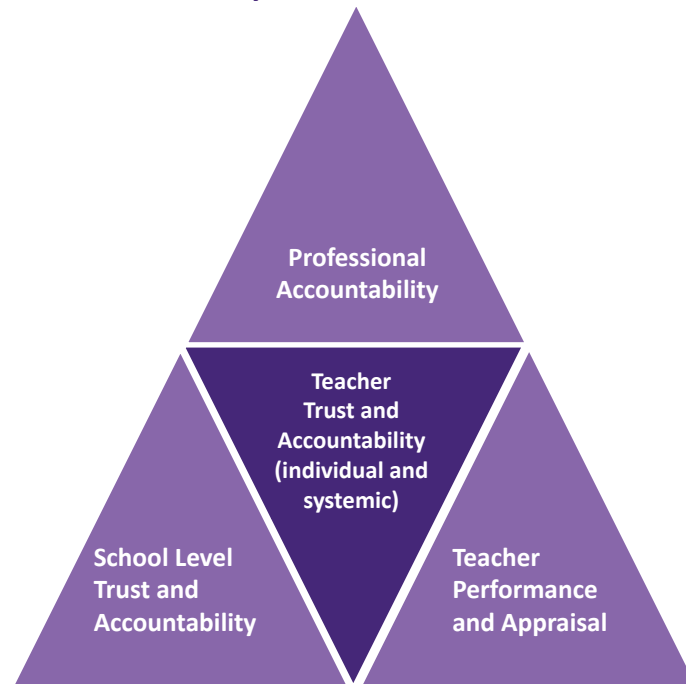 Professional
Accountability
Teacher
Trust and
Accountability
(individual and
systemic)
School Level
Trust and
Accountability
Teacher
Performance
and Appraisal